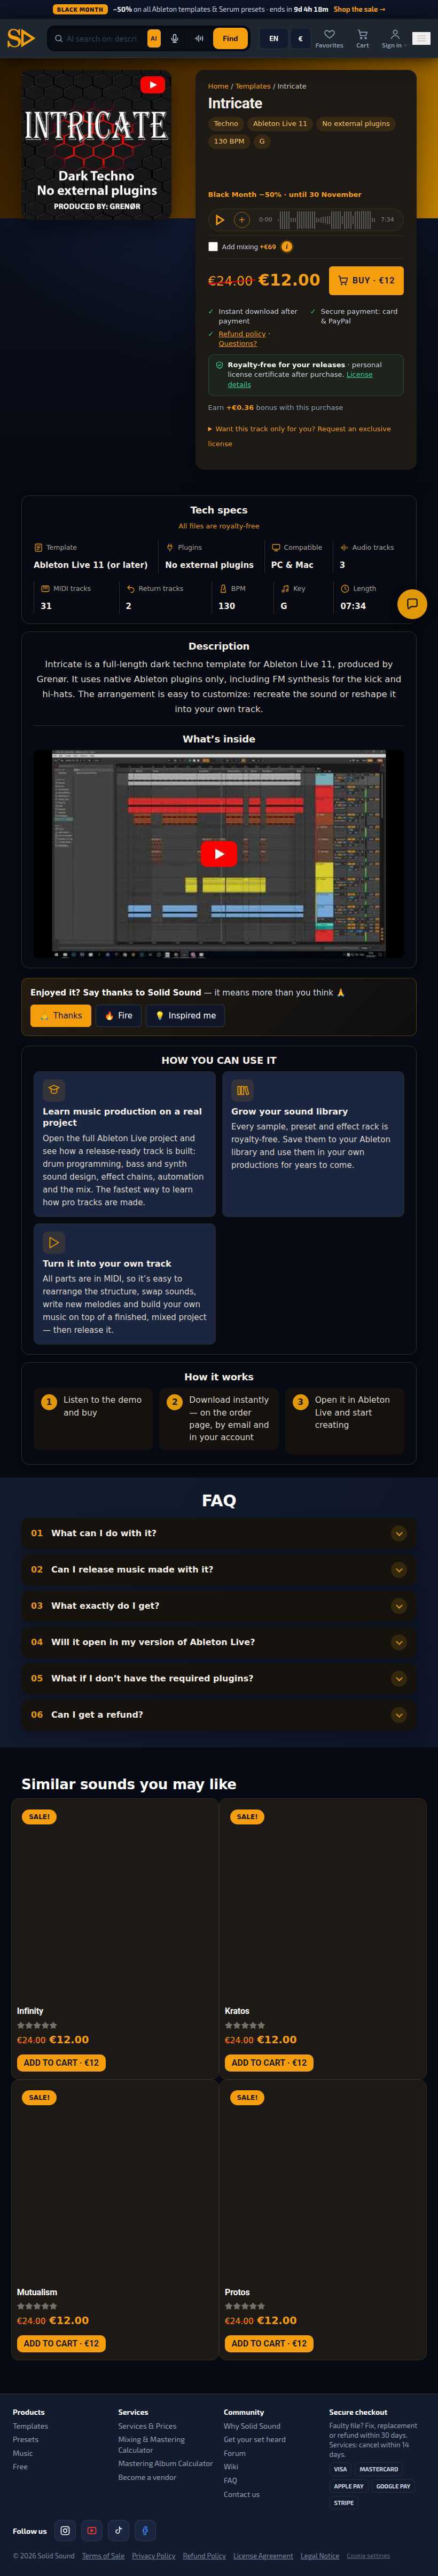 BLACK MONTH −50% on all Ableton templates & Serum presets · ends in 9d 4h 18m Shop the sale →
AI search on: descri AI Find EN € Favorites Cart Sign in
INTRICATE
Dark Techno
No external plugins
PRODUCED BY: GRENØR
Home / Templates / Intricate
Intricate
Techno Ableton Live 11 No external plugins
130 BPM G
Black Month −50% · until 30 November
0:00 7:34
Add mixing +€69 i
€24.00 €12.00 BUY · €12
✓ Instant download after payment
✓ Secure payment: card & PayPal
✓ Refund policy · Questions?
Royalty-free for your releases · personal
license certificate after purchase. License
details
Earn +€0.36 bonus with this purchase
▸ Want this track only for you? Request an exclusive
license
Tech specs
All files are royalty-free
Template Plugins Compatible Audio tracks
Ableton Live 11 (or later) No external plugins PC & Mac 3
MIDI tracks Return tracks BPM Key Length
31 2 130 G 07:34
Description
Intricate is a full-length dark techno template for Ableton Live 11, produced by
Grenør. It uses native Ableton plugins only, including FM synthesis for the kick and
hi-hats. The arrangement is easy to customize: recreate the sound or reshape it
into your own track.
What’s inside
Enjoyed it? Say thanks to Solid Sound — it means more than you think 🙏
🙏 Thanks 🔥 Fire 💡 Inspired me
HOW YOU CAN USE IT
Learn music production on a real
project
Open the full Ableton Live project and
see how a release-ready track is built:
drum programming, bass and synth
sound design, effect chains, automation
and the mix. The fastest way to learn
how pro tracks are made.
Grow your sound library
Every sample, preset and effect rack is
royalty-free. Save them to your Ableton
library and use them in your own
productions for years to come.
Turn it into your own track
All parts are in MIDI, so it’s easy to
rearrange the structure, swap sounds,
write new melodies and build your own
music on top of a finished, mixed project
— then release it.
How it works
1 Listen to the demo
and buy
2 Download instantly
— on the order
page, by email and
in your account
3 Open it in Ableton
Live and start
creating
FAQ
01 What can I do with it?
02 Can I release music made with it?
03 What exactly do I get?
04 Will it open in my version of Ableton Live?
05 What if I don’t have the required plugins?
06 Can I get a refund?
Similar sounds you may like
SALE! SALE!
Infinity Kratos
€24.00 €12.00 €24.00 €12.00
ADD TO CART · €12 ADD TO CART · €12
SALE! SALE!
Mutualism Protos
€24.00 €12.00 €24.00 €12.00
ADD TO CART · €12 ADD TO CART · €12
Products
Templates
Presets
Music
Free
Services
Services & Prices
Mixing & Mastering
Calculator
Mastering Album Calculator
Become a vendor
Community
Why Solid Sound
Get your set heard
Forum
Wiki
FAQ
Contact us
Secure checkout
Faulty file? Fix, replacement
or refund within 30 days.
Services: cancel within 14
days.
VISA MASTERCARD
APPLE PAY GOOGLE PAY
STRIPE
Follow us
© 2026 Solid Sound Terms of Sale Privacy Policy Refund Policy License Agreement Legal Notice Cookie settings